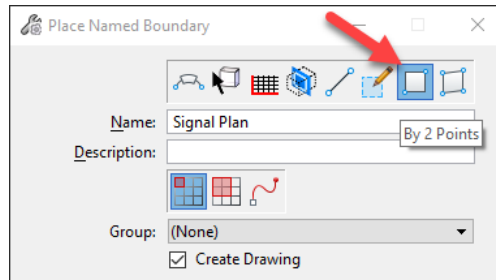 Place Named Boundary
Name: Signal Plan
By 2 Points
Description:
Group: (None)
Create Drawing